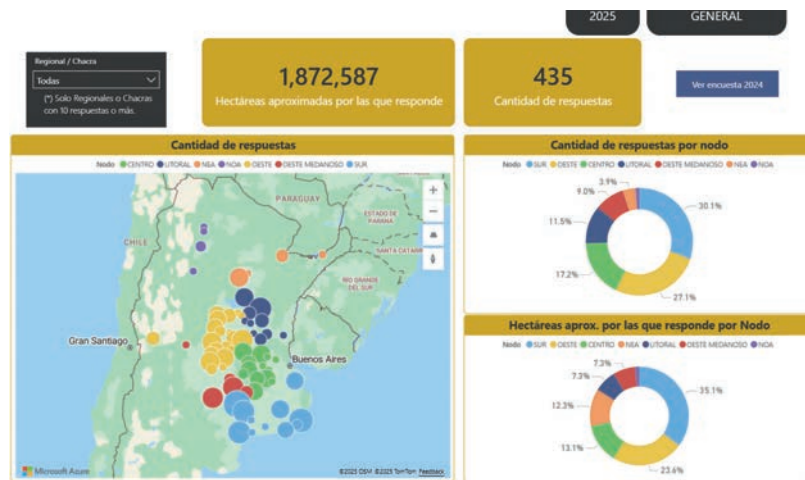 2025
GENERAL
Regional / Chacra
Todas
(*) Solo Regionales o Chacras
con 10 respuestas o más.
1,872,587
Hectáreas aproximadas por las que responde
435
Cantidad de respuestas
Ver encuesta 2024
Cantidad de respuestas
Nodo CENTRO LITORAL NEA NOA OESTE OESTE MEDANOSO SUR
PARAGUAY
ESTADO DE
PARANÁ
CHILE
SANTA CATAR
RIO GRANDE
DEL SUL
Gran Santiago
Buenos Aires
Microsoft Azure
©2025 OSM ©2025 TomTom Feedback
Cantidad de respuestas por nodo
Nodo SUR OESTE CENTRO LITORAL OESTE MEDANOSO NEA NOA
3.9%
9.0%
30.1%
11.5%
17.2%
27.1%
Hectáreas aprox. por las que responde por Nodo
Nodo SUR OESTE CENTRO NEA LITORAL OESTE MEDANOSO NOA
7.3%
7.3%
35.1%
12.3%
13.1%
23.6%